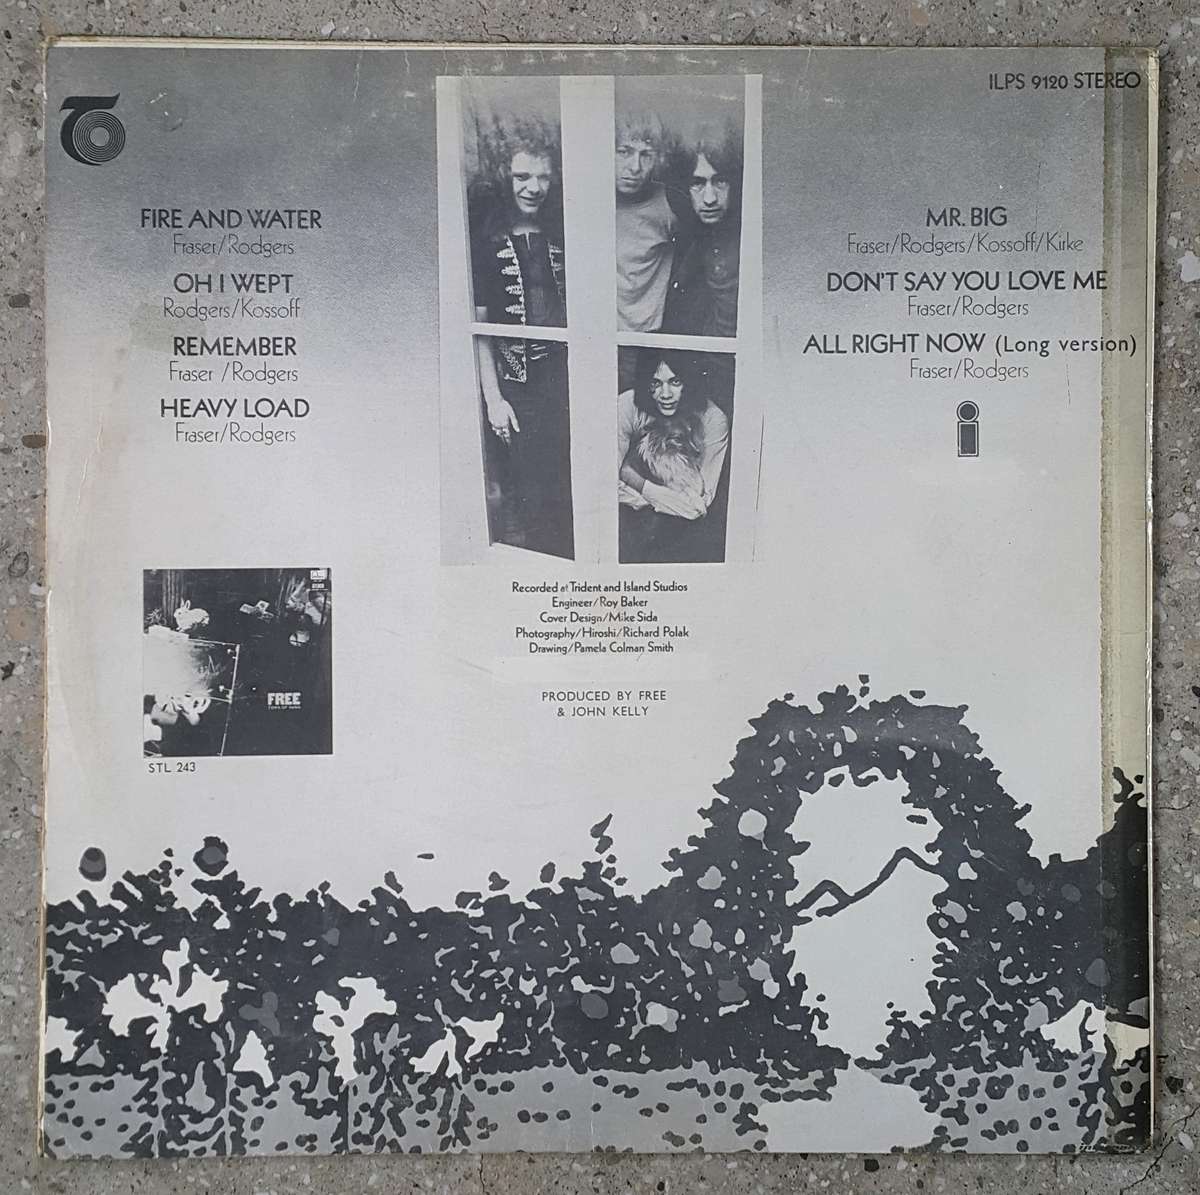 ILPS 9120 STEREO
FIRE AND WATER
Fraser/Rodgers
OH I WEPT
Rodgers/Kossoff
REMEMBER
Fraser /Rodgers
HEAVY LOAD
Fraser/Rodgers
MR. BIG
Fraser/Rodgers/Kossoff/Kirke
DON'T SAY YOU LOVE ME
Fraser/Rodgers
ALL RIGHT NOW (Long version)
Fraser/Rodgers
i
Recorded at Trident and Island Studios
Engineer/Roy Baker
Cover Design/Mike Sida
Photography/Hiroshi/Richard Polak
Drawing/Pamela Colman Smith
PRODUCED BY FREE
& JOHN KELLY
FREE
STL 243